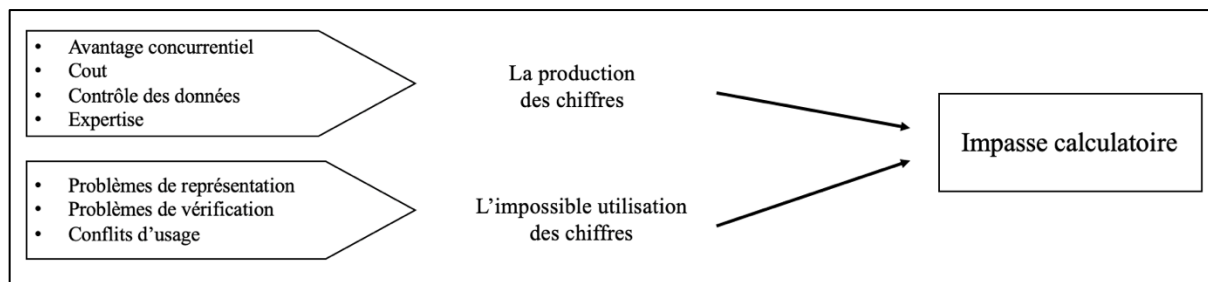 • Avantage concurrentiel
• Cout
• Contrôle des données
• Expertise
La production
des chiffres
Impasse calculatoire
• Problèmes de représentation
• Problèmes de vérification
• Conflits d’usage
L’impossible utilisation
des chiffres